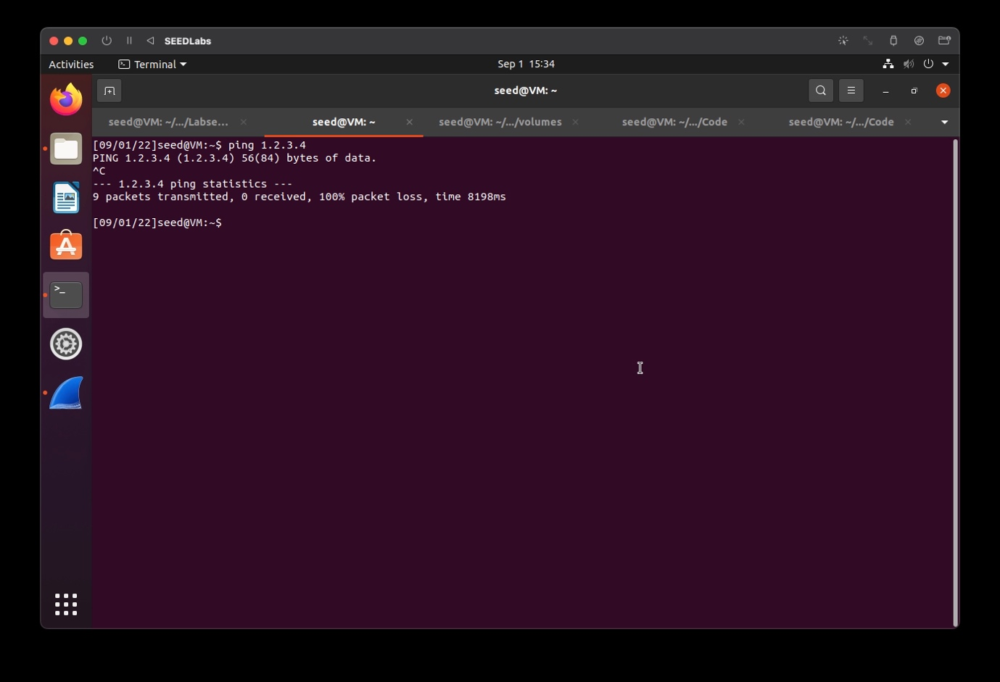 SEEDLabs
Activities Terminal Sep 1 15:34
seed@VM: ~
seed@VM: ~/.../Labse... seed@VM: ~ seed@VM: ~/.../volumes seed@VM: ~/.../Code seed@VM: ~/.../Code
[09/01/22]seed@VM:~$ ping 1.2.3.4
PING 1.2.3.4 (1.2.3.4) 56(84) bytes of data.
^C
--- 1.2.3.4 ping statistics ---
9 packets transmitted, 0 received, 100% packet loss, time 8198ms
[09/01/22]seed@VM:~$